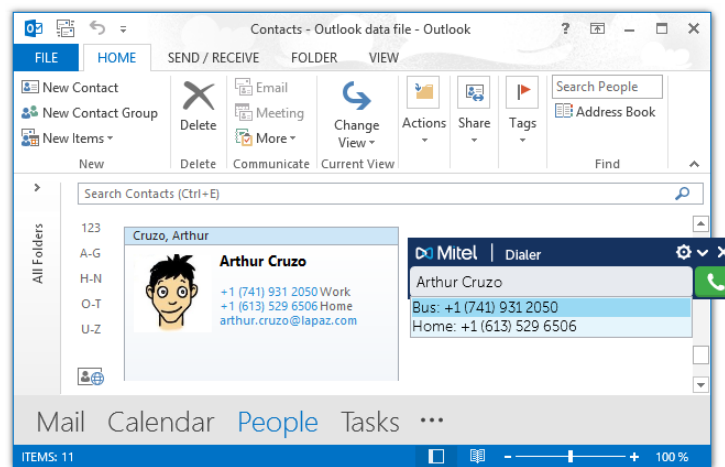 Contacts - Outlook data file - Outlook
?
FILE HOME SEND / RECEIVE FOLDER VIEW
New Contact
New Contact Group
New Items
New
Delete
Delete
Email
Meeting
More
Communicate
Change
View
Current View
Actions
Share
Tags
Search People
Address Book
Find
Search Contacts (Ctrl+E)
All Folders
123
A-G
H-N
O-T
U-Z
Cruzo, Arthur
Arthur Cruzo
+1 (741) 931 2050 Work
+1 (613) 529 6506 Home
arthur.cruzo@lapaz.com
Mitel | Dialer
Arthur Cruzo
Bus: +1 (741) 931 2050
Home: +1 (613) 529 6506
Mail Calendar People Tasks ···
ITEMS: 11
- + 100 %